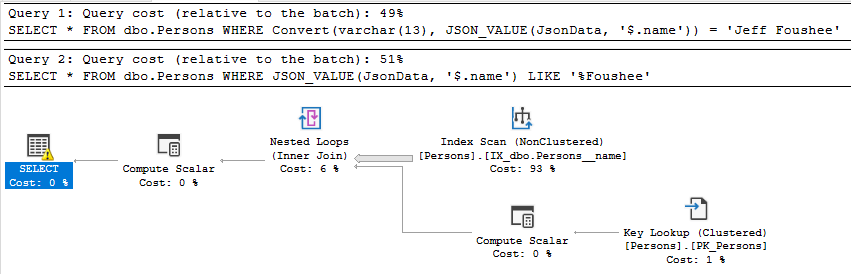 Query 1: Query cost (relative to the batch): 49%
SELECT * FROM dbo.Persons WHERE Convert(varchar(13), JSON_VALUE(JsonData, '$.name')) = 'Jeff Foushee'
Query 2: Query cost (relative to the batch): 51%
SELECT * FROM dbo.Persons WHERE JSON_VALUE(JsonData, '$.name') LIKE '%Foushee'
SELECT
Cost: 0 %
Compute Scalar
Cost: 0 %
Nested Loops
(Inner Join)
Cost: 6 %
Index Scan (NonClustered)
[Persons].[IX_dbo.Persons__name]
Cost: 93 %
Compute Scalar
Cost: 0 %
Key Lookup (Clustered)
[Persons].[PK_Persons]
Cost: 1 %